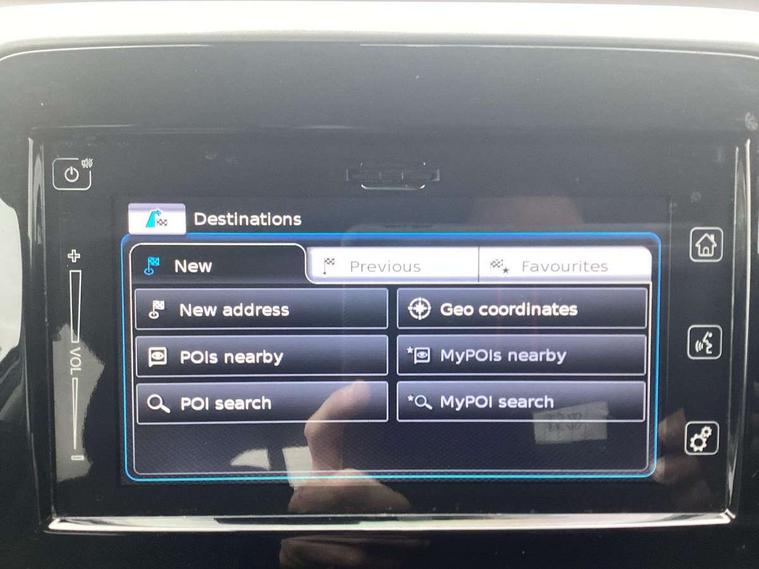 Destinations
New
Previous
Favourites
New address
Geo coordinates
POIs nearby
MyPOIs nearby
POI search
MyPOI search
VOL